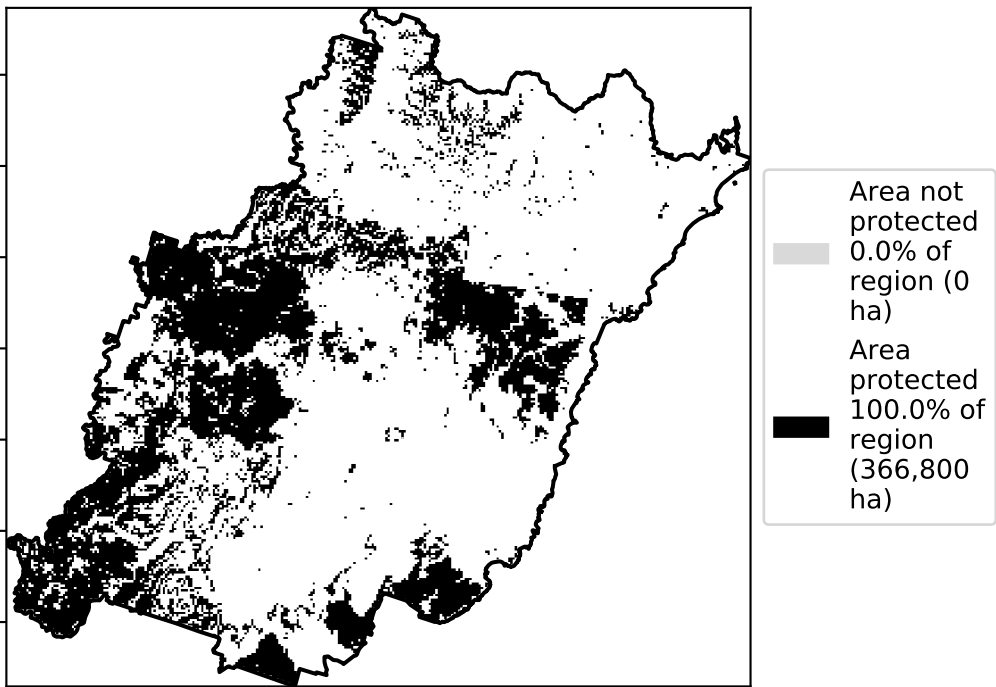 Area not
protected
0.0% of
region (0
ha)
Area
protected
100.0% of
region
(366,800
ha)